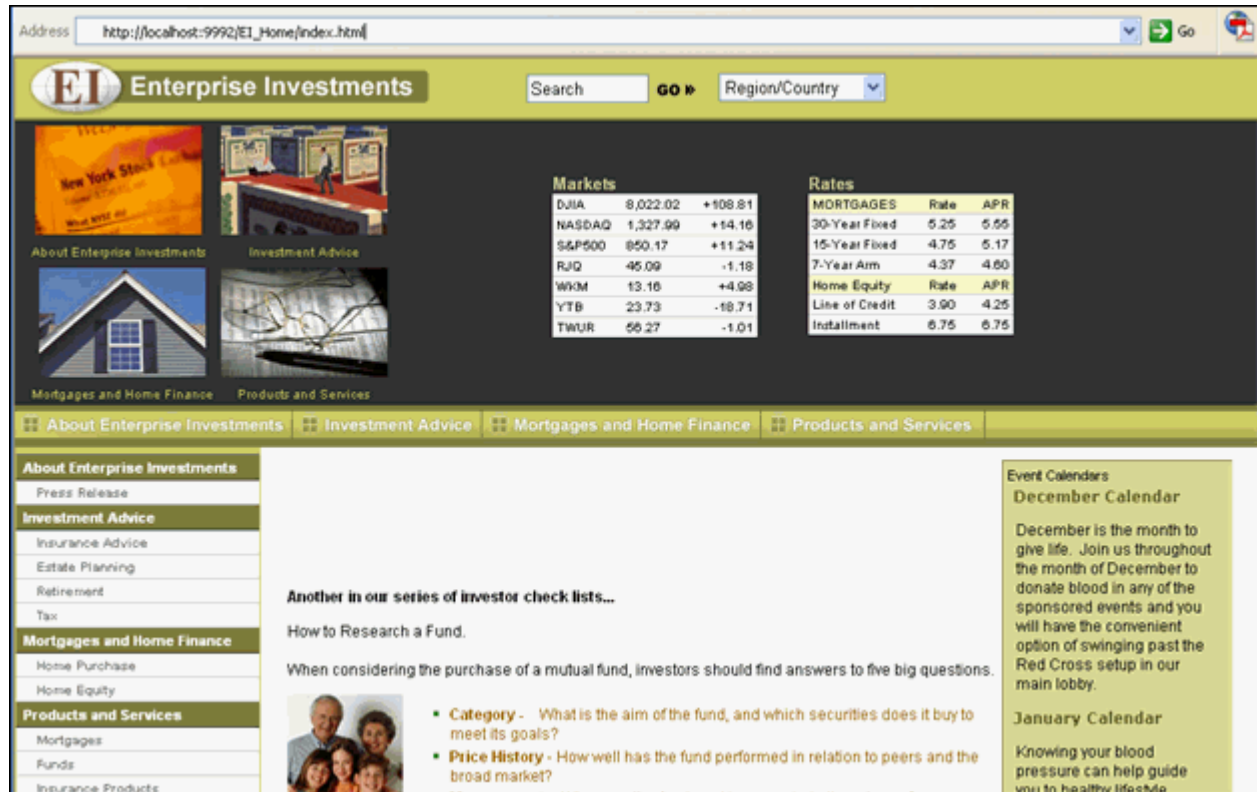 Address http://localhost:9992/EI_Home/index.html Go
EI Enterprise Investments
Search GO » Region/Country
New York Stock
About Enterprise Investments
Investment Advice
Mortgages and Home Finance
Products and Services
Markets
DJIA 8,022.02 +108.81
NASDAQ 1,327.99 +14.16
S&P500 850.17 +11.24
RJQ 45.09 -1.18
WKM 13.16 +4.98
YTB 23.73 -18.71
TWUR 56.27 -1.01
Rates
MORTGAGES Rate APR
30-Year Fixed 5.25 5.55
15-Year Fixed 4.75 5.17
7-Year Arm 4.37 4.60
Home Equity Rate APR
Line of Credit 3.90 4.25
Installment 6.75 6.75
About Enterprise Investments Investment Advice Mortgages and Home Finance Products and Services
About Enterprise Investments
Press Release
Investment Advice
Insurance Advice
Estate Planning
Retirement
Tax
Mortgages and Home Finance
Home Purchase
Home Equity
Products and Services
Mortgages
Funds
Insurance Products
Another in our series of investor check lists...
How to Research a Fund.
When considering the purchase of a mutual fund, investors should find answers to five big questions.
Category - What is the aim of the fund, and which securities does it buy to
meet its goals?
Price History - How well has the fund performed in relation to peers and the
broad market?
Event Calendars
December Calendar
December is the month to
give life. Join us throughout
the month of December to
donate blood in any of the
sponsored events and you
will have the convenient
option of swinging past the
Red Cross setup in our
main lobby.
January Calendar
Knowing your blood
pressure can help guide
you to healthy lifestyle